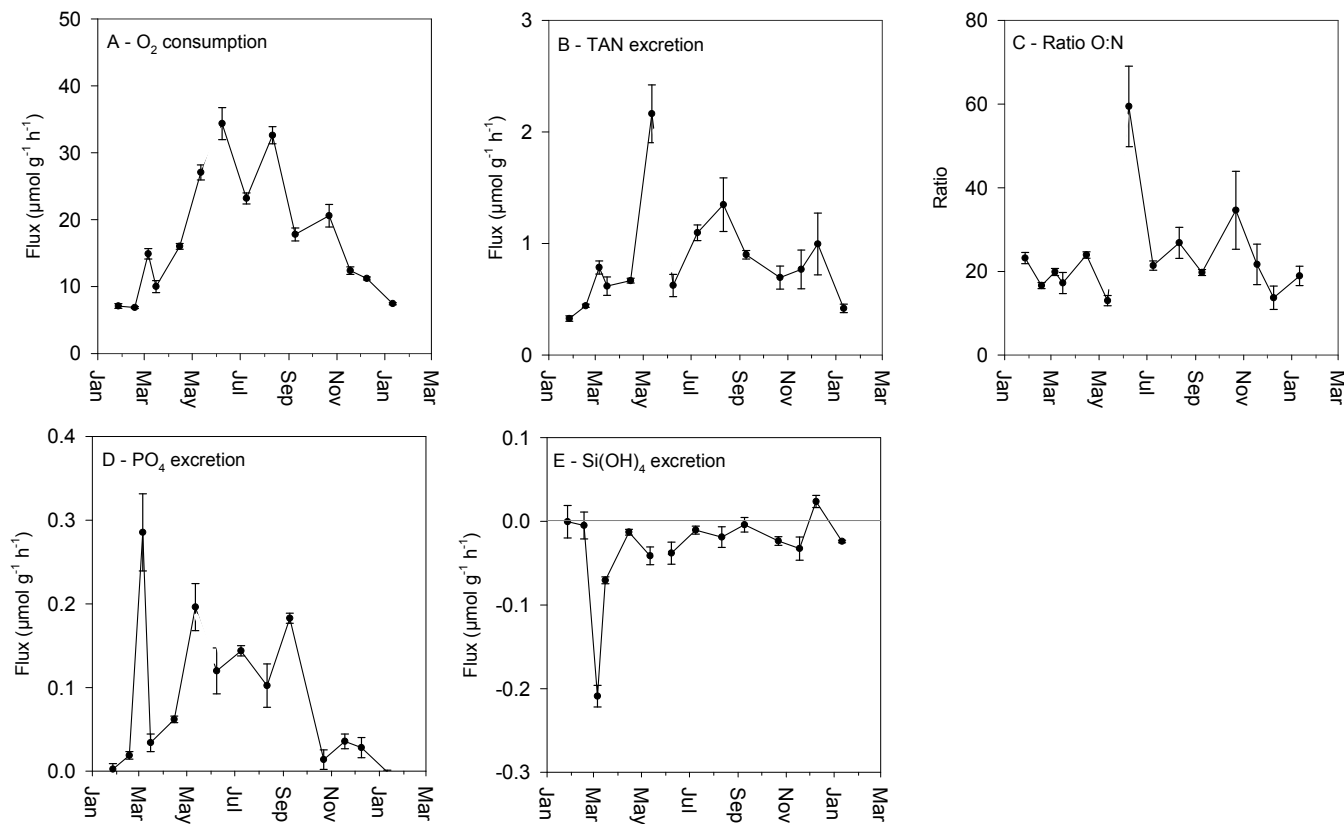 A - O₂ consumption
Flux (μmol g⁻¹ h⁻¹)
50
40
30
20
10
0
Jan
Mar
May
Jul
Sep
Nov
Jan
Mar
B - TAN excretion
Flux (μmol g⁻¹ h⁻¹)
3
2
1
0
Jan
Mar
May
Jul
Sep
Nov
Jan
Mar
C - Ratio O:N
Ratio
80
60
40
20
0
Jan
Mar
May
Jul
Sep
Nov
Jan
Mar
D - PO₄ excretion
Flux (μmol g⁻¹ h⁻¹)
0.4
0.3
0.2
0.1
0.0
Jan
Mar
May
Jul
Sep
Nov
Jan
Mar
E - Si(OH)₄ excretion
Flux (μmol g⁻¹ h⁻¹)
0.1
0.0
-0.1
-0.2
-0.3
Jan
Mar
May
Jul
Sep
Nov
Jan
Mar